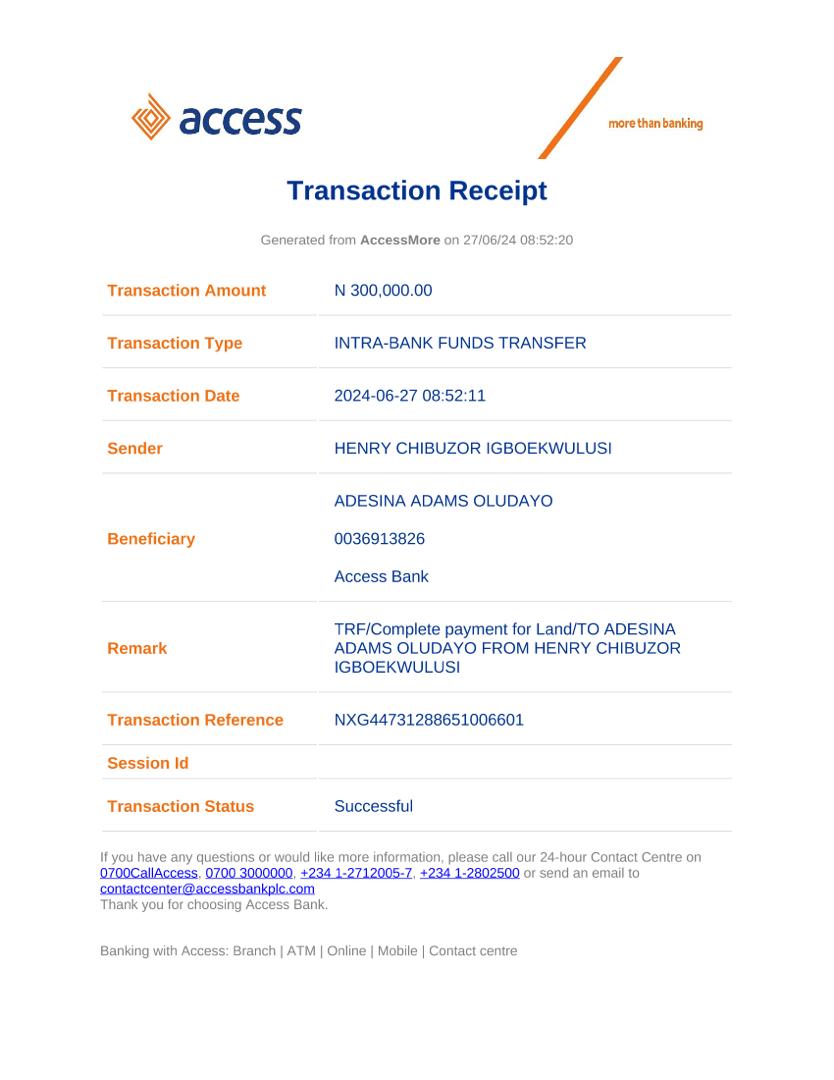 access
more than banking
Transaction Receipt
Generated from AccessMore on 27/06/24 08:52:20
Transaction Amount N 300,000.00
Transaction Type INTRA-BANK FUNDS TRANSFER
Transaction Date 2024-06-27 08:52:11
Sender HENRY CHIBUZOR IGBOEKWULUSI
ADESINA ADAMS OLUDAYO
Beneficiary 0036913826
Access Bank
TRF/Complete payment for Land/TO ADESINA
Remark ADAMS OLUDAYO FROM HENRY CHIBUZOR
IGBOEKWULUSI
Transaction Reference NXG44731288651006601
Session Id
Transaction Status Successful
If you have any questions or would like more information, please call our 24-hour Contact Centre on
0700CallAccess, 0700 3000000, +234 1-2712005-7, +234 1-2802500 or send an email to
contactcenter@accessbankplc.com
Thank you for choosing Access Bank.
Banking with Access: Branch | ATM | Online | Mobile | Contact centre